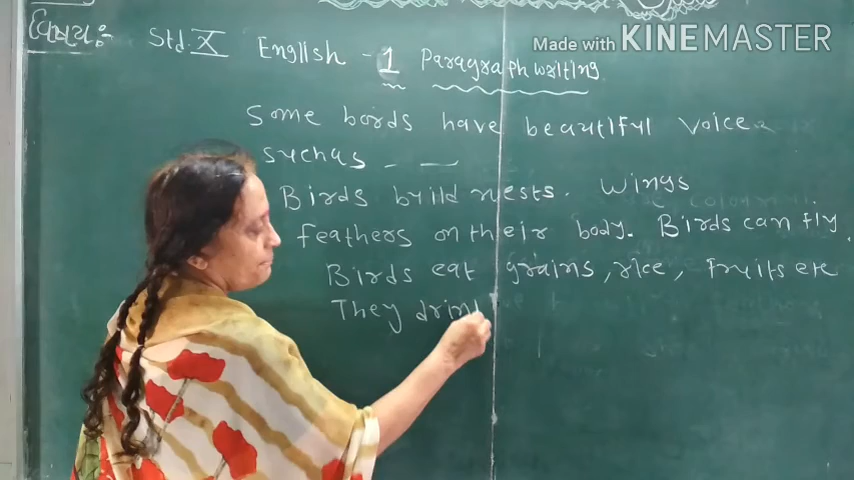 વિષય:-
Std. X English - 1 Paragraph writing
Made with KINEMASTER
Some boirds have beautiful voice
such as - —
Birds build nests. Wings
feathers on their body. Birds can fly.
Birds eat grains, rice, Fruits etc
They drin